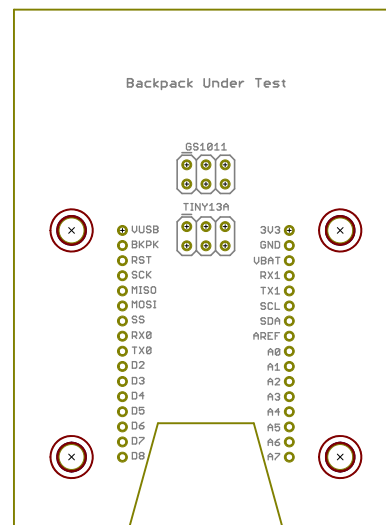 Backpack Under Test
GS1011
TINY13A
VUSB 3V3
BKPK GND
RST VBAT
SCK RX1
MISO TX1
MOSI SCL
SS SDA
RX0 AREF
TX0 A0
D2 A1
D3 A2
D4 A3
D5 A4
D6 A5
D7 A6
D8 A7